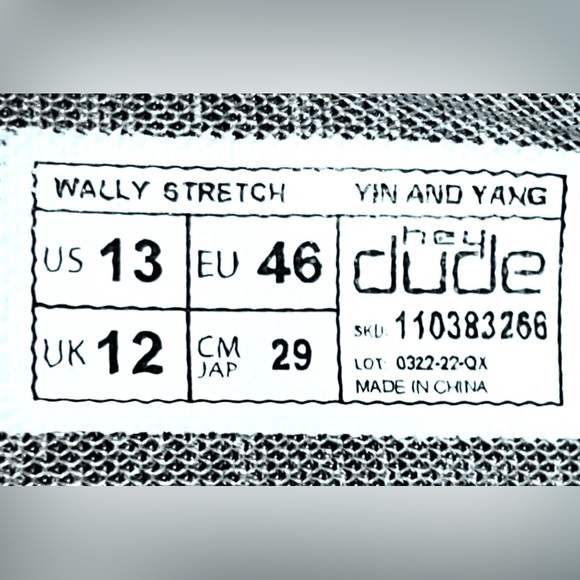 WALLY STRETCH YIN AND YANG
US 13 EU 46
UK 12 CM JAP 29
hey
dude
SKU: 110383266
LOT: 0322-22-QX
MADE IN CHINA